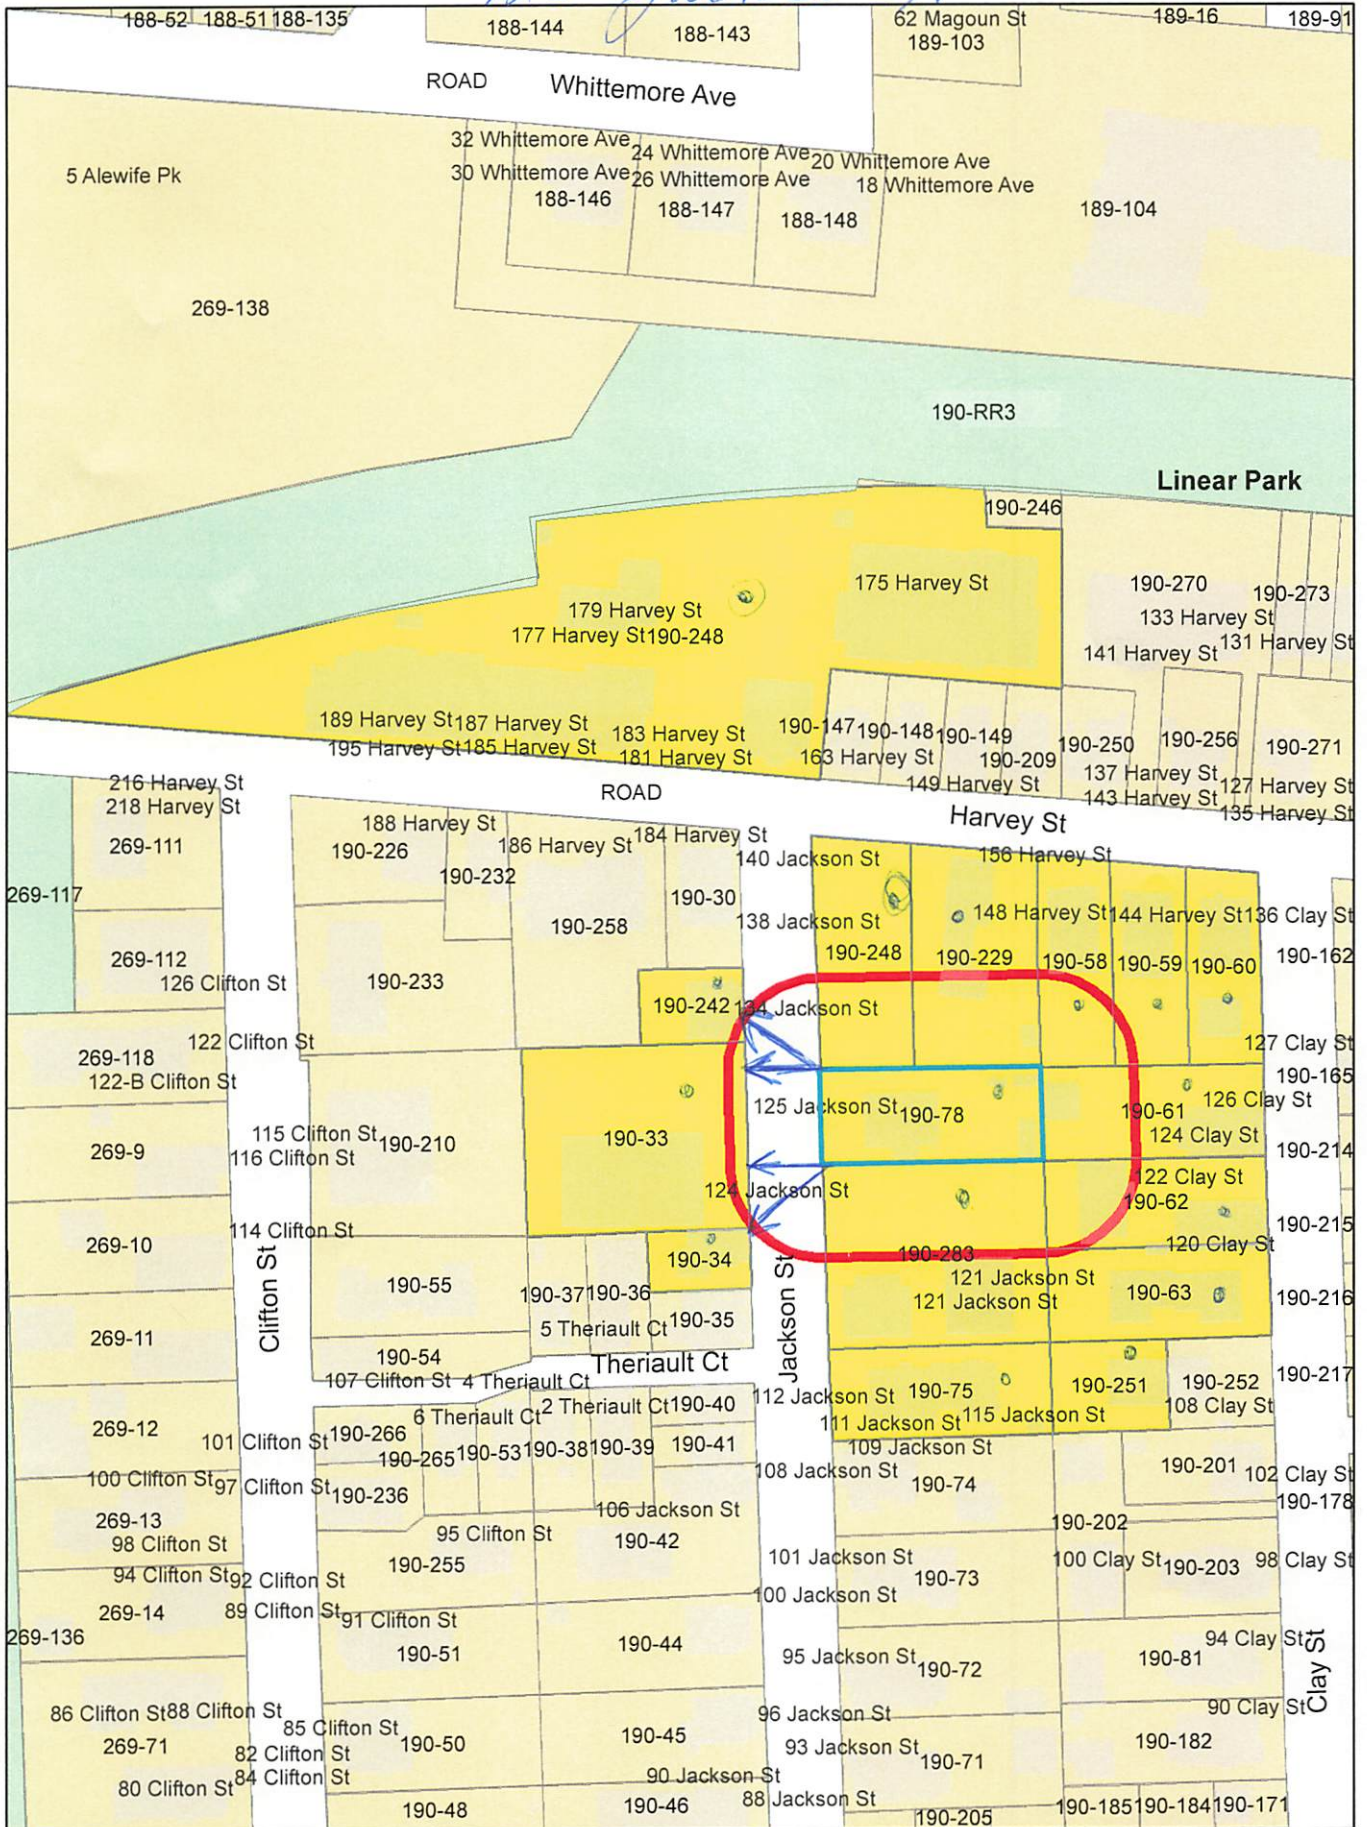 188-52 188-51 188-135
188-144
188-143
62 Magoun St
189-103
189-16
189-91
ROAD Whittemore Ave
5 Alewife Pk
32 Whittemore Ave
24 Whittemore Ave
20 Whittemore Ave
30 Whittemore Ave
26 Whittemore Ave
18 Whittemore Ave
188-146
188-147
188-148
189-104
269-138
190-RR3
Linear Park
190-246
175 Harvey St
190-270
190-273
179 Harvey St
177 Harvey St 190-248
133 Harvey St
141 Harvey St
131 Harvey St
189 Harvey St 187 Harvey St
183 Harvey St
195 Harvey St 185 Harvey St
181 Harvey St
190-147 190-148 190-149
163 Harvey St
190-209
149 Harvey St
190-250
190-256
190-271
137 Harvey St
127 Harvey St
143 Harvey St
135 Harvey St
216 Harvey St
218 Harvey St
269-111
ROAD
Harvey St
188 Harvey St
190-226
186 Harvey St
184 Harvey St
140 Jackson St
156 Harvey St
190-232
269-117
190-30
190-258
138 Jackson St
148 Harvey St 144 Harvey St 136 Clay St
190-248
190-229
190-58 190-59 190-60
190-162
269-112
126 Clifton St
190-233
190-242 134 Jackson St
122 Clifton St
127 Clay St
269-118
122-B Clifton St
190-165
125 Jackson St 190-78
190-61
126 Clay St
115 Clifton St 190-210
190-33
124 Clay St
190-214
269-9
116 Clifton St
124 Jackson St
122 Clay St
190-62
190-215
114 Clifton St
269-10
190-34
190-283
120 Clay St
190-55
121 Jackson St
121 Jackson St
190-63
190-216
190-37 190-36
Clifton St
Jackson St
269-11
5 Theriault Ct 190-35
190-54
Theriault Ct
107 Clifton St 4 Theriault Ct
112 Jackson St 190-75
190-251
190-252
190-217
108 Clay St
6 Theriault Ct 2 Theriault Ct 190-40
111 Jackson St 115 Jackson St
269-12
101 Clifton St 190-266
190-265 190-53 190-38 190-39 190-41
109 Jackson St
108 Jackson St
190-74
190-201 102 Clay St
100 Clifton St 97 Clifton St 190-236
190-178
106 Jackson St
269-13
98 Clifton St
95 Clifton St
190-42
190-202
190-255
101 Jackson St
190-73
100 Clay St 190-203 98 Clay St
94 Clifton St 92 Clifton St
100 Jackson St
269-14
89 Clifton St 91 Clifton St
269-136
190-51
190-44
95 Jackson St 190-72
94 Clay St
190-81
Clay St
86 Clifton St 88 Clifton St
96 Jackson St
90 Clay St
269-71
85 Clifton St
190-50
190-45
82 Clifton St
93 Jackson St 190-71
190-182
80 Clifton St 84 Clifton St
90 Jackson St
88 Jackson St
190-48
190-46
190-205
190-185 190-184 190-171